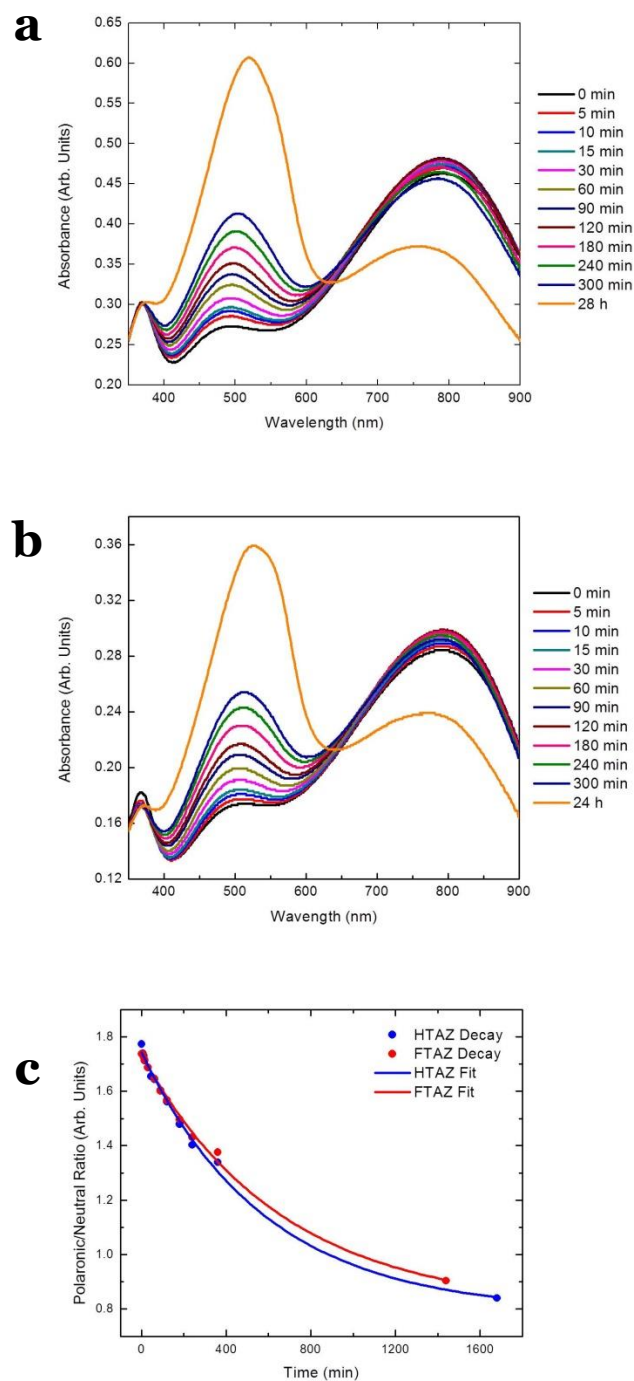 a
0.65
0.60
0.55
0.50
0.45
0.40
0.35
0.30
0.25
0.20
Absorbance (Arb. Units)
400 500 600 700 800 900
Wavelength (nm)
0 min
5 min
10 min
15 min
30 min
60 min
90 min
120 min
180 min
240 min
300 min
28 h
b
0.36
0.32
0.28
0.24
0.20
0.16
0.12
Absorbance (Arb. Units)
400 500 600 700 800 900
Wavength (nm)
0 min
5 min
10 min
15 min
30 min
60 min
90 min
120 min
180 min
240 min
300 min
24 h
c
1.8
1.6
1.4
1.2
1.0
0.8
Polaronic/Neutral Ratio (Arb. Units)
0 400 800 1200 1600
Time (min)
HTAZ Decay
FTAZ Decay
HTAZ Fit
FTAZ Fit